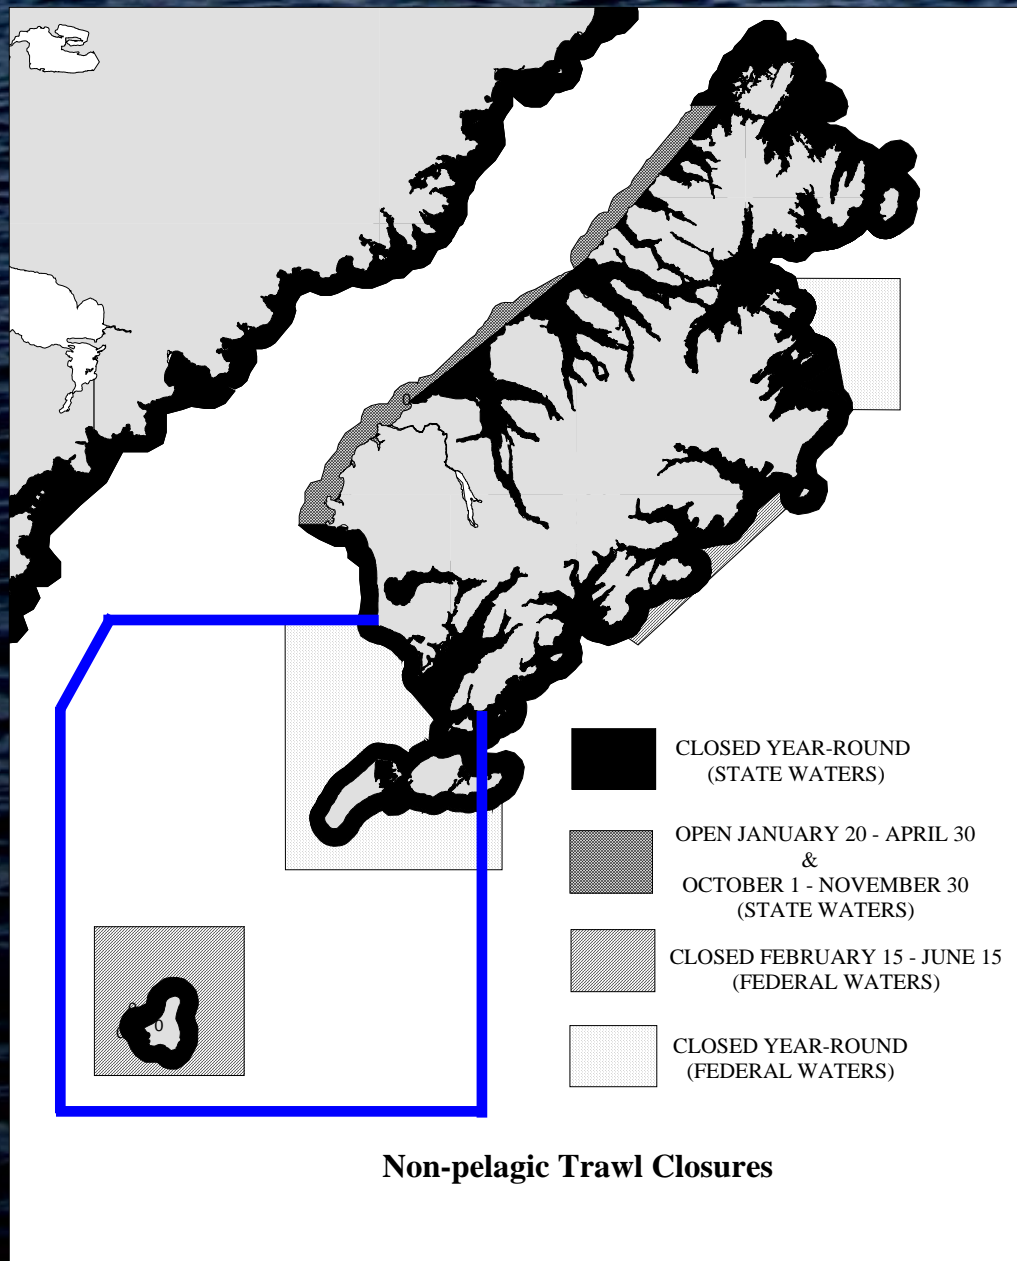 CLOSED YEAR-ROUND
(STATE WATERS)
OPEN JANUARY 20 - APRIL 30
&
OCTOBER 1 - NOVEMBER 30
(STATE WATERS)
CLOSED FEBRUARY 15 - JUNE 15
(FEDERAL WATERS)
CLOSED YEAR-ROUND
(FEDERAL WATERS)
Non-pelagic Trawl Closures